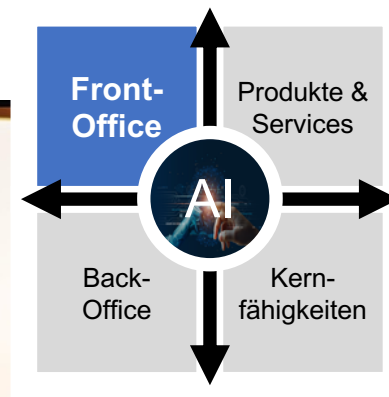 Front-
Office
Produkte &
Services
AI
Back-
Office
Kern-
fähigkeiten